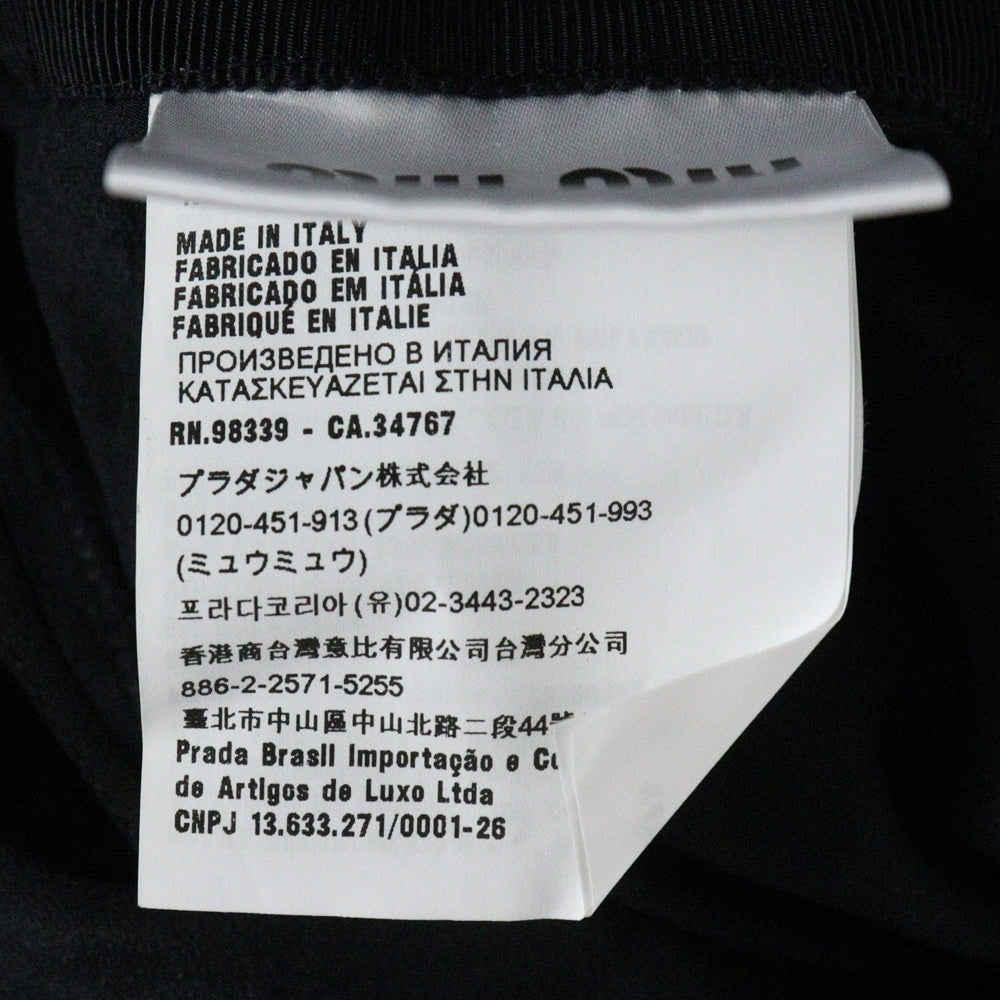 MADE IN ITALY
FABRICADO EN ITALIA
FABRICADO EM ITÁLIA
FABRIQUÉ EN ITALIE
ПРОИЗВЕДЕНО В ИТАЛИЯ
ΚΑΤΑΣΚΕΥΑΖΕΤΑΙ ΣΤΗΝ ΙΤΑΛΙΑ
RN.98339 - CA.34767
プラダジャパン株式会社
0120-451-913(プラダ)0120-451-993
(ミュウミュウ)
프라다코리아(유)02-3443-2323
香港商台灣意比有限公司台灣分公司
886-2-2571-5255
臺北市中山區中山北路二段44
Prada Brasil Importação e
de Artigos de Luxo Ltda
CNPJ 13.633.271/0001-26